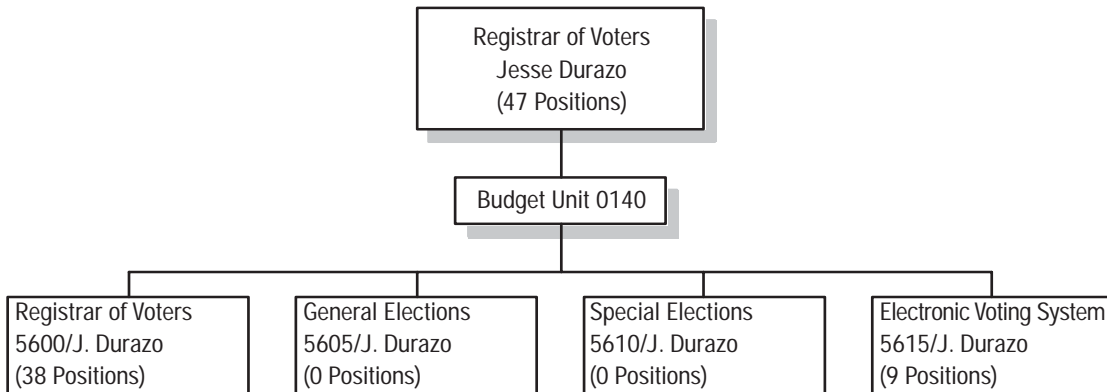 Registrar of Voters
Jesse Durazo
(47 Positions)
Budget Unit 0140
Registrar of Voters
5600/J. Durazo
(38 Positions)
General Elections
5605/J. Durazo
(0 Positions)
Special Elections
5610/J. Durazo
(0 Positions)
Electronic Voting System
5615/J. Durazo
(9 Positions)